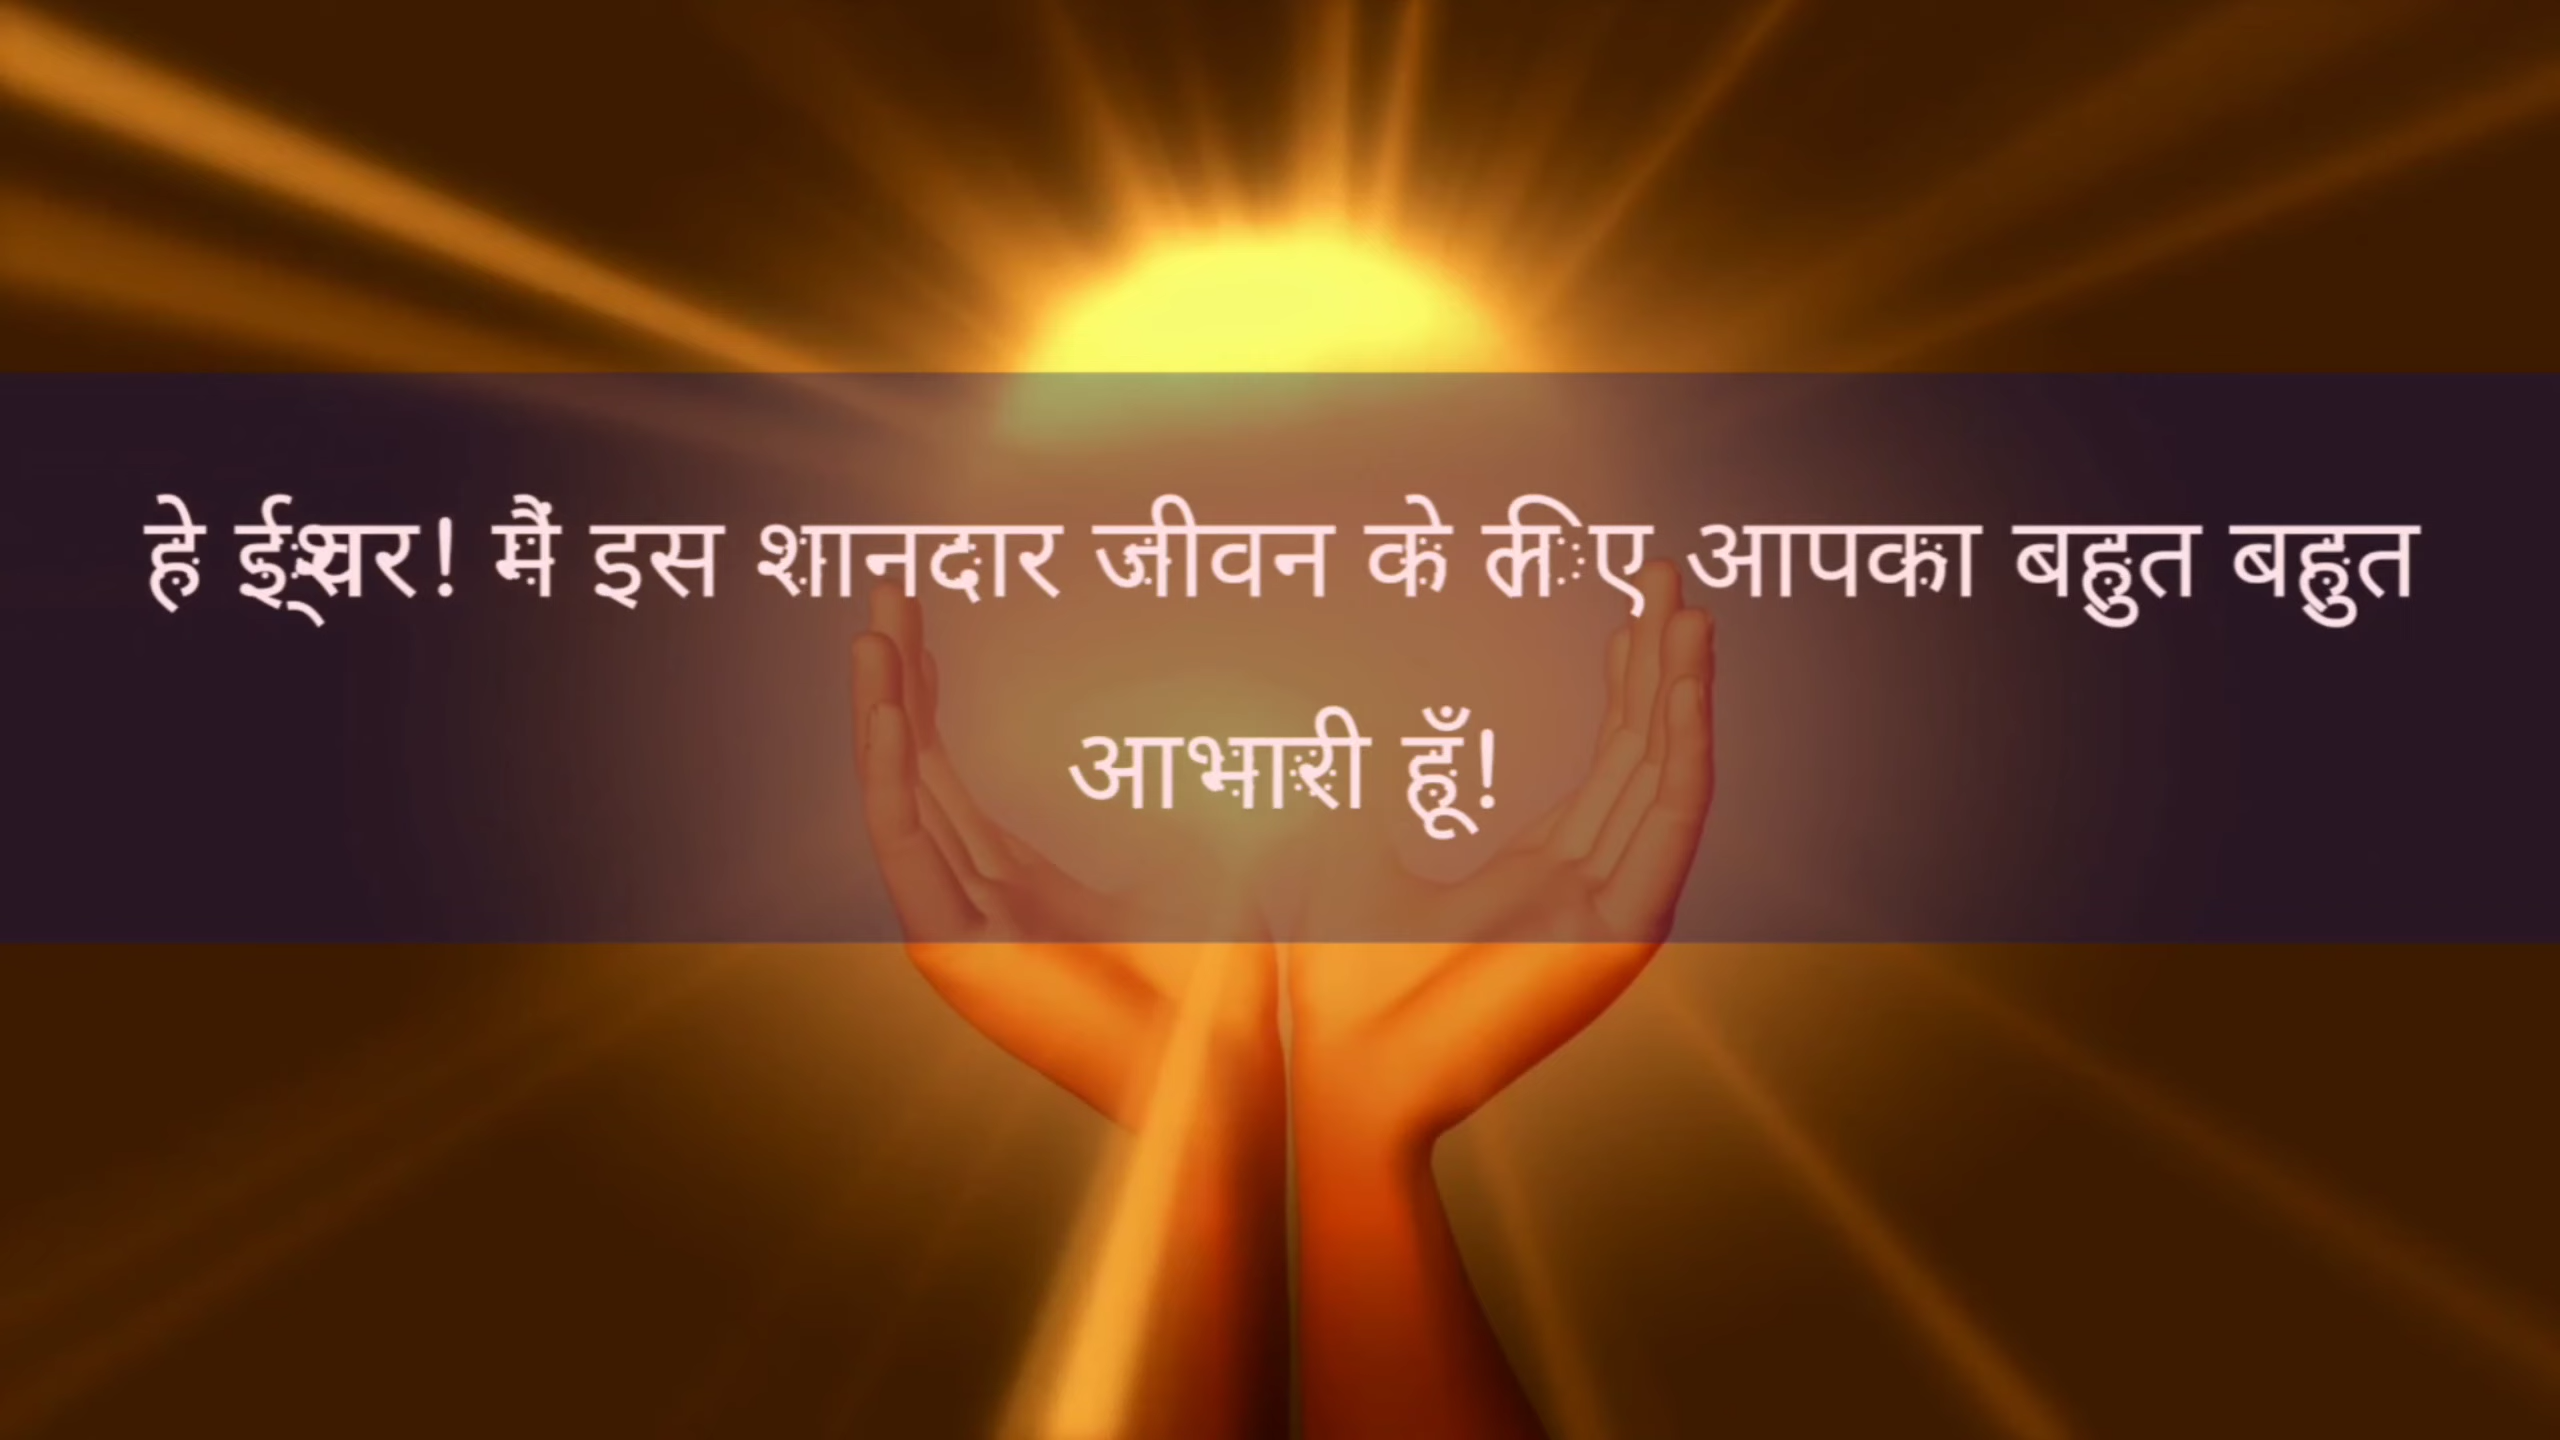 हे ईश्वर! मैं इस शानदार जीवन के लिए आपका बहुत बहुत
आभारी हूँ!